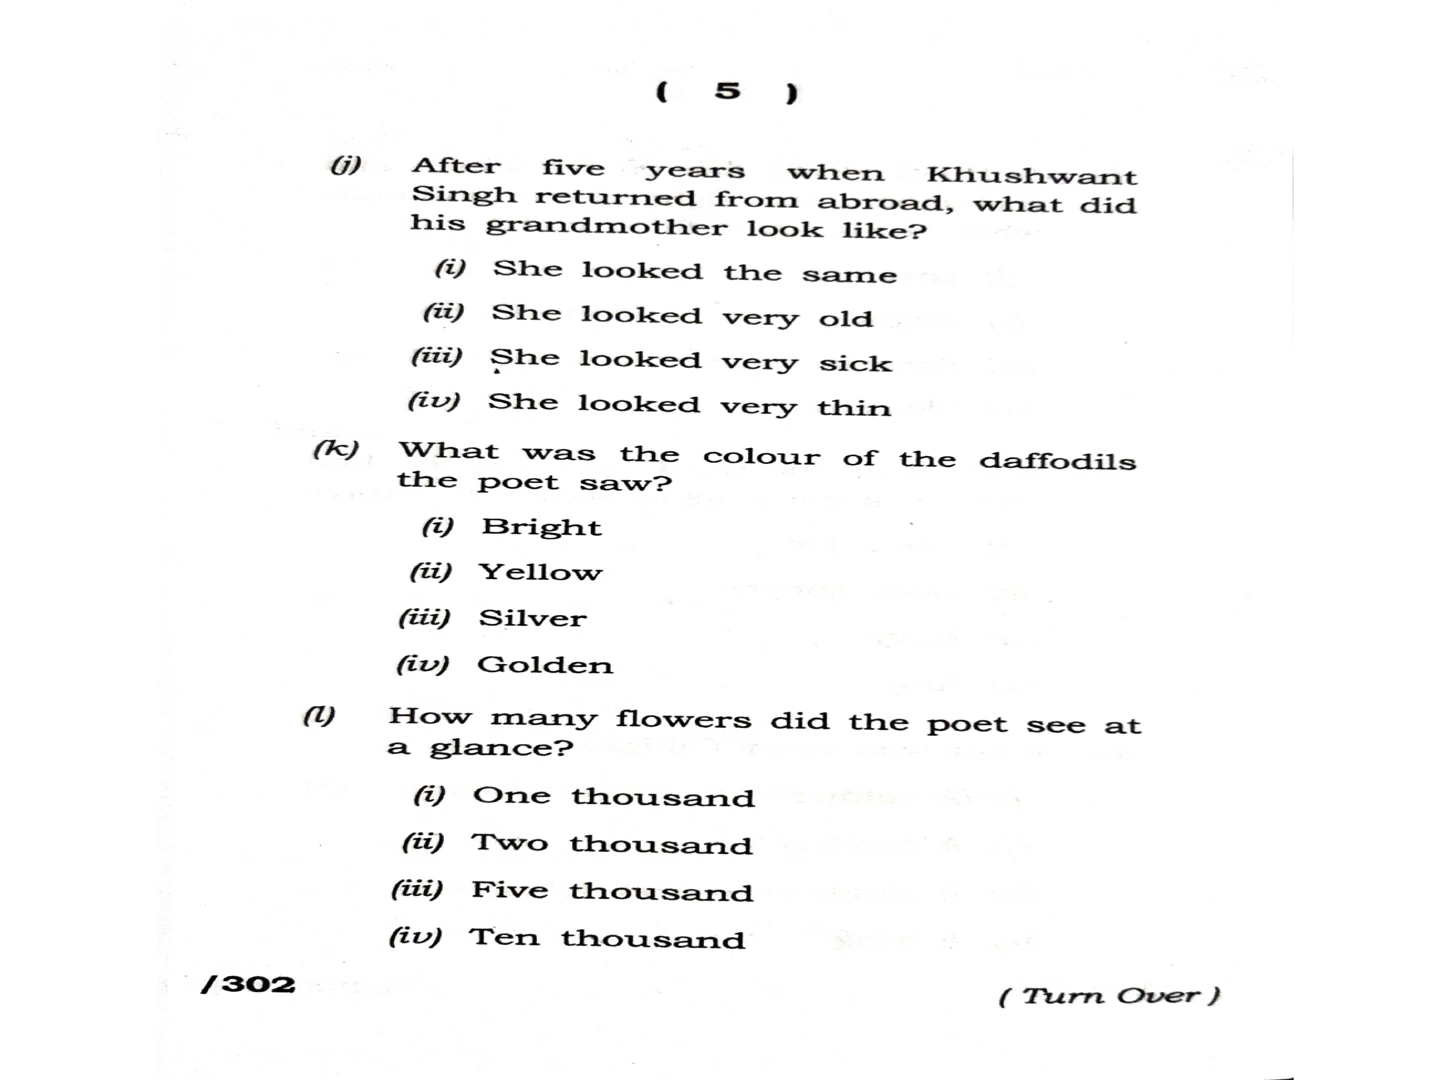 ( 5 )
(j) After five years when Khushwant
Singh returned from abroad, what did
his grandmother look like?
(i) She looked the same
(ii) She looked very old
(iii) She looked very sick
(iv) She looked very thin
(k) What was the colour of the daffodils
the poet saw?
(i) Bright
(ii) Yellow
(iii) Silver
(iv) Golden
(l) How many flowers did the poet see at
a glance?
(i) One thousand
(ii) Two thousand
(iii) Five thousand
(iv) Ten thousand
/302
( Turn Over )